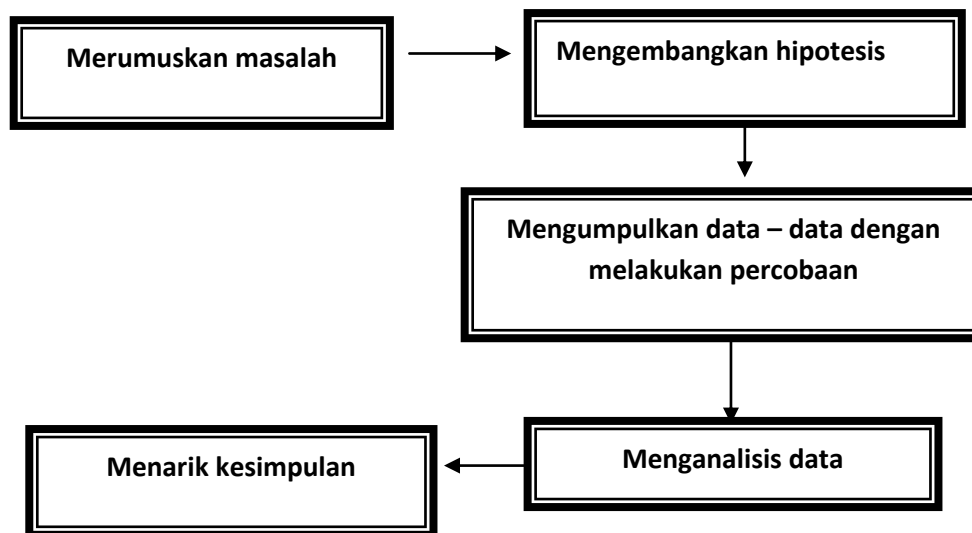 Merumuskan masalah
Mengembangkan hipotesis
Mengumpulkan data – data dengan
melakukan percobaan
Menganalisis data
Menarik kesimpulan